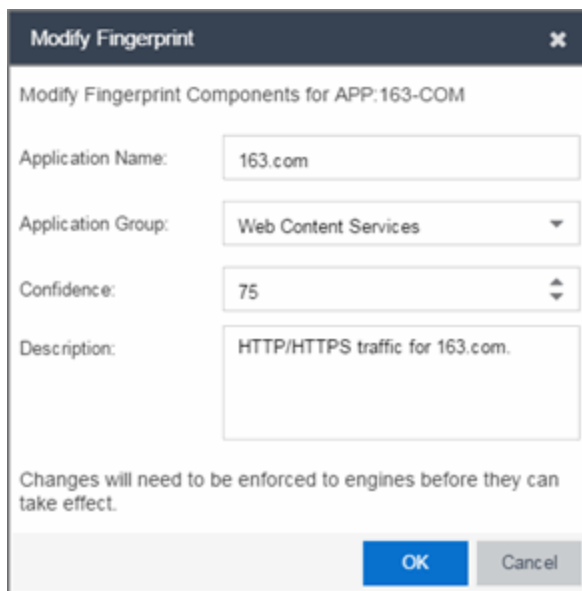 Modify Fingerprint
Modify Fingerprint Components for APP:163-COM
Application Name:
163.com
Application Group:
Web Content Services
Confidence:
75
Description:
HTTP/HTTPS traffic for 163.com.
Changes will need to be enforced to engines before they can
take effect.
OK
Cancel